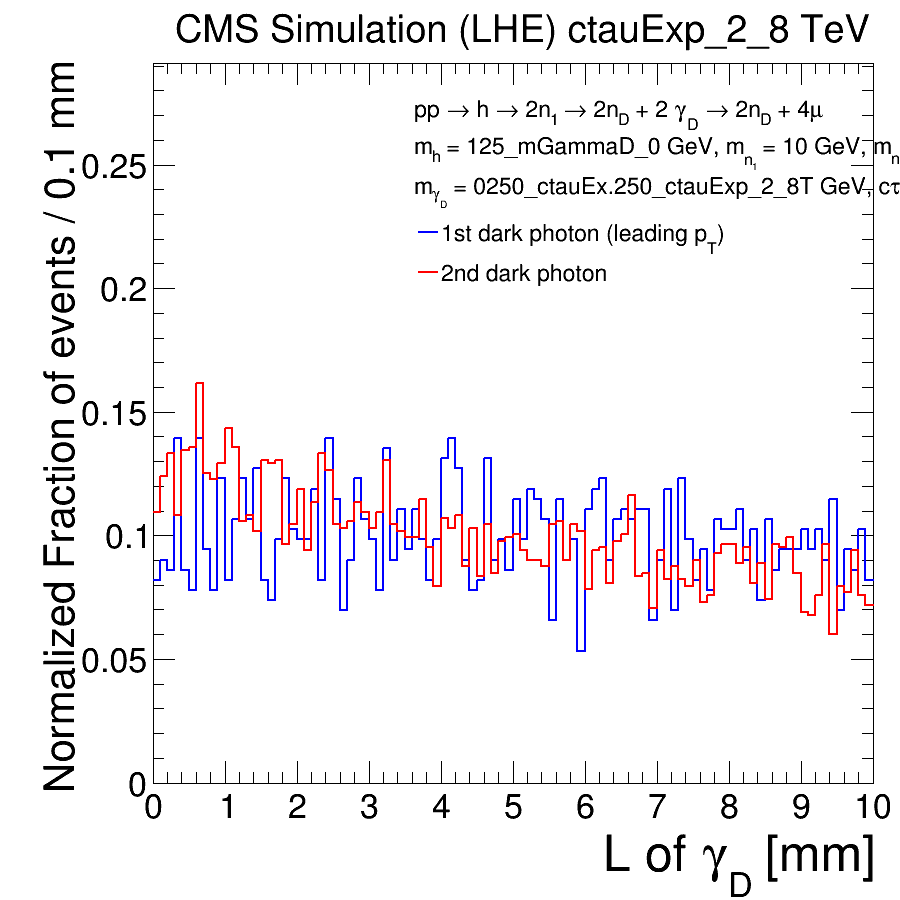 CMS Simulation (LHE) ctauExp_2_8 TeV
pp → h → 2n1 → 2nD + 2 γD → 2nD + 4μ
mh = 125_mGammaD_0 GeV, mn1 = 10 GeV, mn
mγD = 0250_ctauEx.250_ctauExp_2_8T GeV, cτ
1st dark photon (leading pT)
2nd dark photon
Normalized Fraction of events / 0.1 mm
0.25
0.2
0.15
0.1
0.05
0
0 1 2 3 4 5 6 7 8 9 10
L of γD [mm]